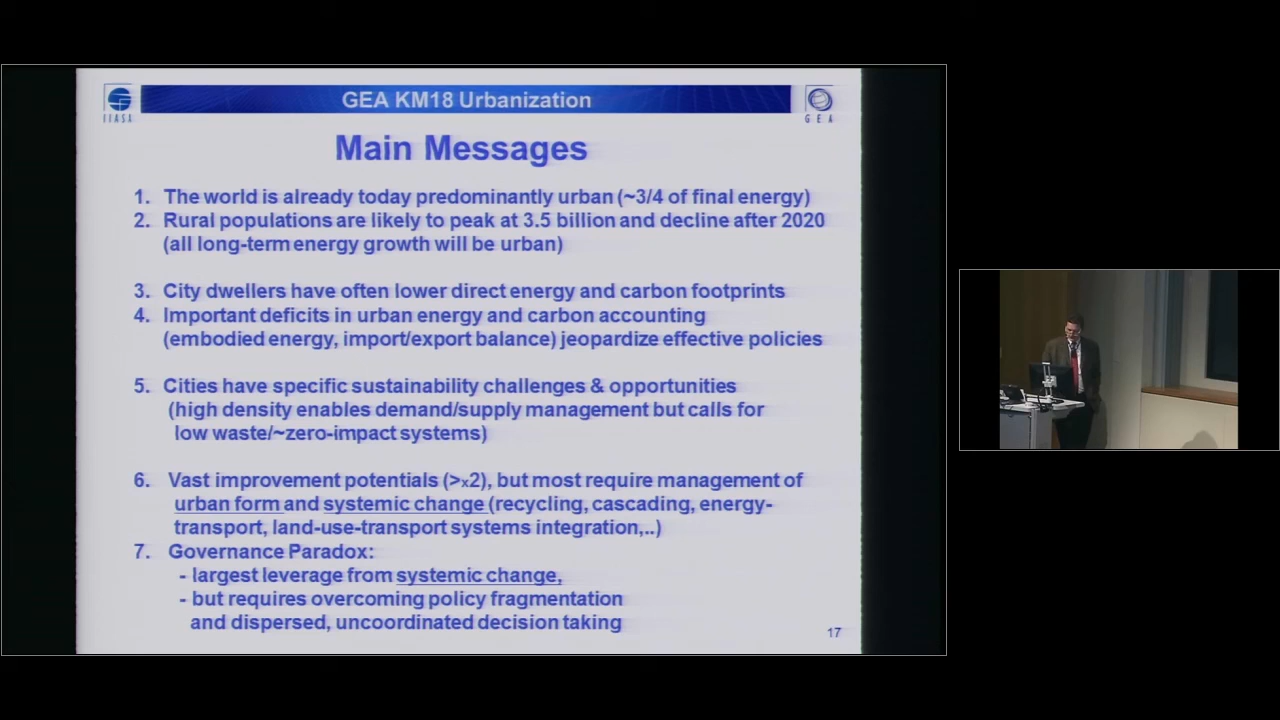 GEA KM18 Urbanization
IIASA
G E A
Main Messages
1. The world is already today predominantly urban (~3/4 of final energy)
2. Rural populations are likely to peak at 3.5 billion and decline after 2020
(all long-term energy growth will be urban)
3. City dwellers have often lower direct energy and carbon footprints
4. Important deficits in urban energy and carbon accounting
(embodied energy, import/export balance) jeopardize effective policies
5. Cities have specific sustainability challenges & opportunities
(high density enables demand/supply management but calls for
low waste/~zero-impact systems)
6. Vast improvement potentials (>x2), but most require management of
urban form and systemic change (recycling, cascading, energy-
transport, land-use-transport systems integration,..)
7. Governance Paradox:
- largest leverage from systemic change,
- but requires overcoming policy fragmentation
and dispersed, uncoordinated decision taking
17